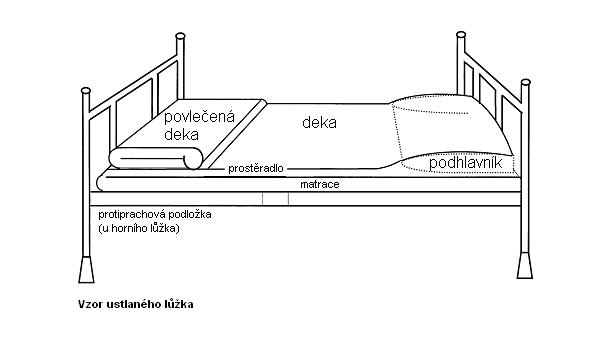 povlečená
deka
deka
podhlavník
prostěradlo
matrace
protiprachová podložka
(u horního lůžka)
Vzor ustlaného lůžka